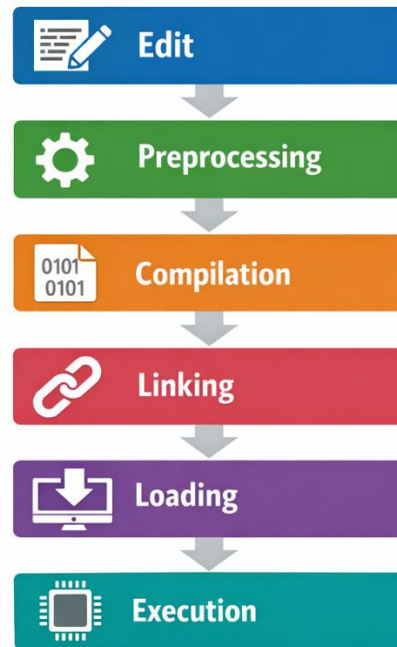 Edit
Preprocessing
0101
0101
Compilation
Linking
Loading
Execution